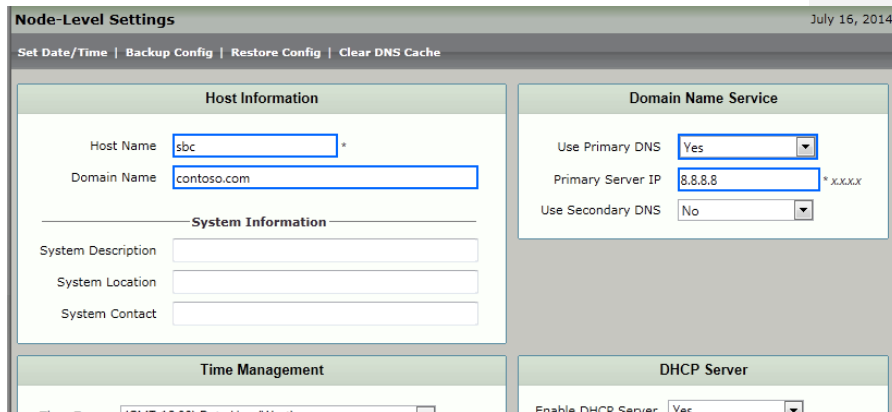 Node-Level Settings
July 16, 2014
Set Date/Time | Backup Config | Restore Config | Clear DNS Cache
Host Information
Host Name sbc *
Domain Name contoso.com
System Information
System Description
System Location
System Contact
Domain Name Service
Use Primary DNS Yes
Primary Server IP 8.8.8.8 * x.x.x.x
Use Secondary DNS No
Time Management
DHCP Server
Enable DHCP Server Yes